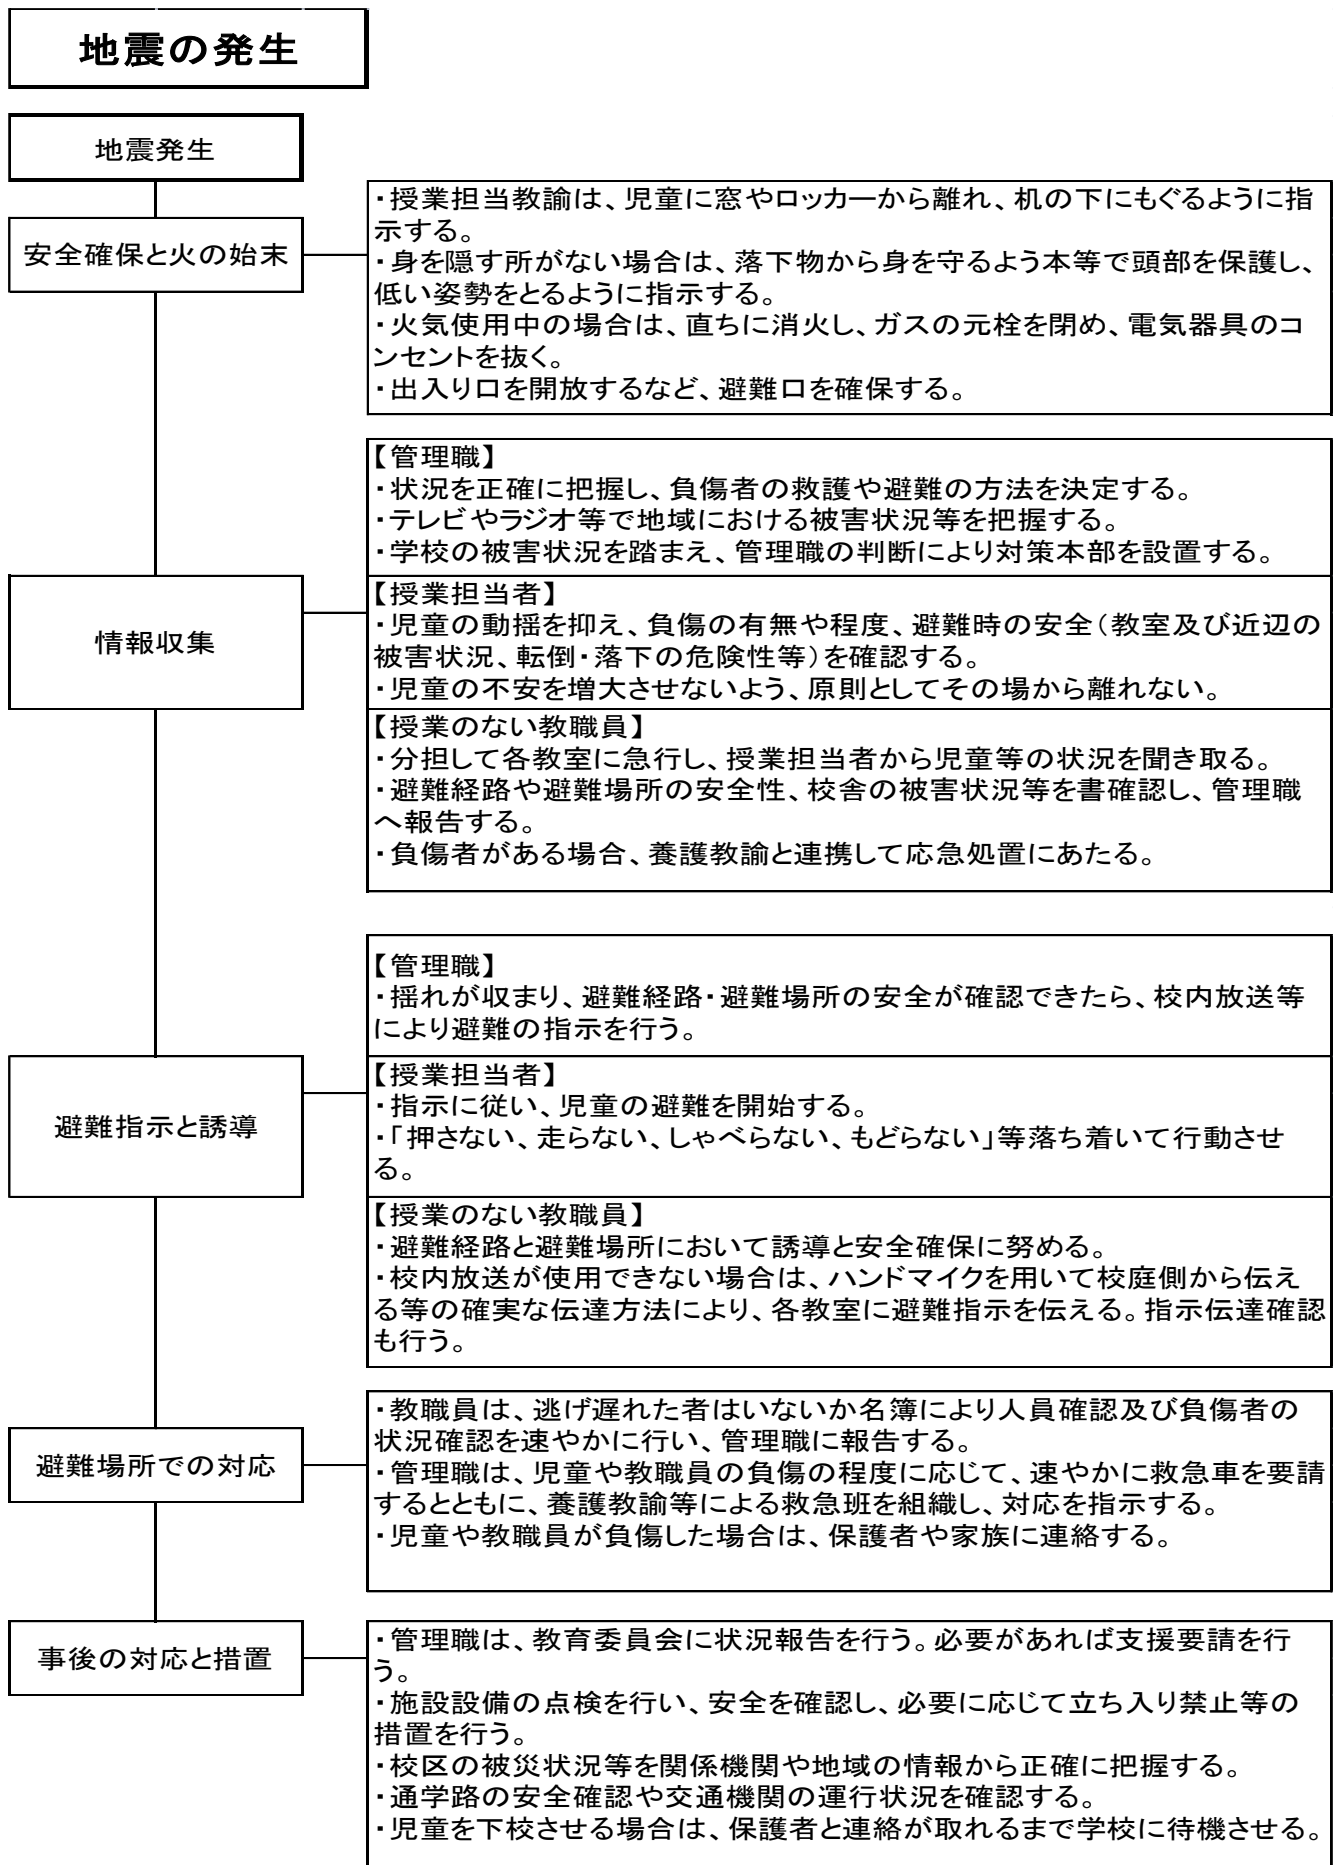 地震の発生
地震発生
安全確保と火の始末
・授業担当教諭は、児童に窓やロッカーから離れ、机の下にもぐるように指
示する。
・身を隠す所がない場合は、落下物から身を守るよう本等で頭部を保護し、
低い姿勢をとるように指示する。
・火気使用中の場合は、直ちに消火し、ガスの元栓を閉め、電気器具のコ
ンセントを抜く。
・出入り口を開放するなど、避難口を確保する。
情報収集
【管理職】
・状況を正確に把握し、負傷者の救護や避難の方法を決定する。
・テレビやラジオ等で地域における被害状況等を把握する。
・学校の被害状況を踏まえ、管理職の判断により対策本部を設置する。
【授業担当者】
・児童の動揺を抑え、負傷の有無や程度、避難時の安全（教室及び近辺の
被害状況、転倒・落下の危険性等）を確認する。
・児童の不安を増大させないよう、原則としてその場から離れない。
【授業のない教職員】
・分担して各教室に急行し、授業担当者から児童等の状況を聞き取る。
・避難経路や避難場所の安全性、校舎の被害状況等を書確認し、管理職
へ報告する。
・負傷者がある場合、養護教諭と連携して応急処置にあたる。
避難指示と誘導
【管理職】
・揺れが収まり、避難経路・避難場所の安全が確認できたら、校内放送等
により避難の指示を行う。
【授業担当者】
・指示に従い、児童の避難を開始する。
・「押さない、走らない、しゃべらない、もどらない」等落ち着いて行動させ
る。
【授業のない教職員】
・避難経路と避難場所において誘導と安全確保に努める。
・校内放送が使用できない場合は、ハンドマイクを用いて校庭側から伝え
る等の確実な伝達方法により、各教室に避難指示を伝える。指示伝達確認
も行う。
避難場所での対応
・教職員は、逃げ遅れた者はいないか名簿により人員確認及び負傷者の
状況確認を速やかに行い、管理職に報告する。
・管理職は、児童や教職員の負傷の程度に応じて、速やかに救急車を要請
するとともに、養護教諭等による救急班を組織し、対応を指示する。
・児童や教職員が負傷した場合は、保護者や家族に連絡する。
事後の対応と措置
・管理職は、教育委員会に状況報告を行う。必要があれば支援要請を行
う。
・施設設備の点検を行い、安全を確認し、必要に応じて立ち入り禁止等の
措置を行う。
・校区の被災状況等を関係機関や地域の情報から正確に把握する。
・通学路の安全確認や交通機関の運行状況を確認する。
・児童を下校させる場合は、保護者と連絡が取れるまで学校に待機させる。